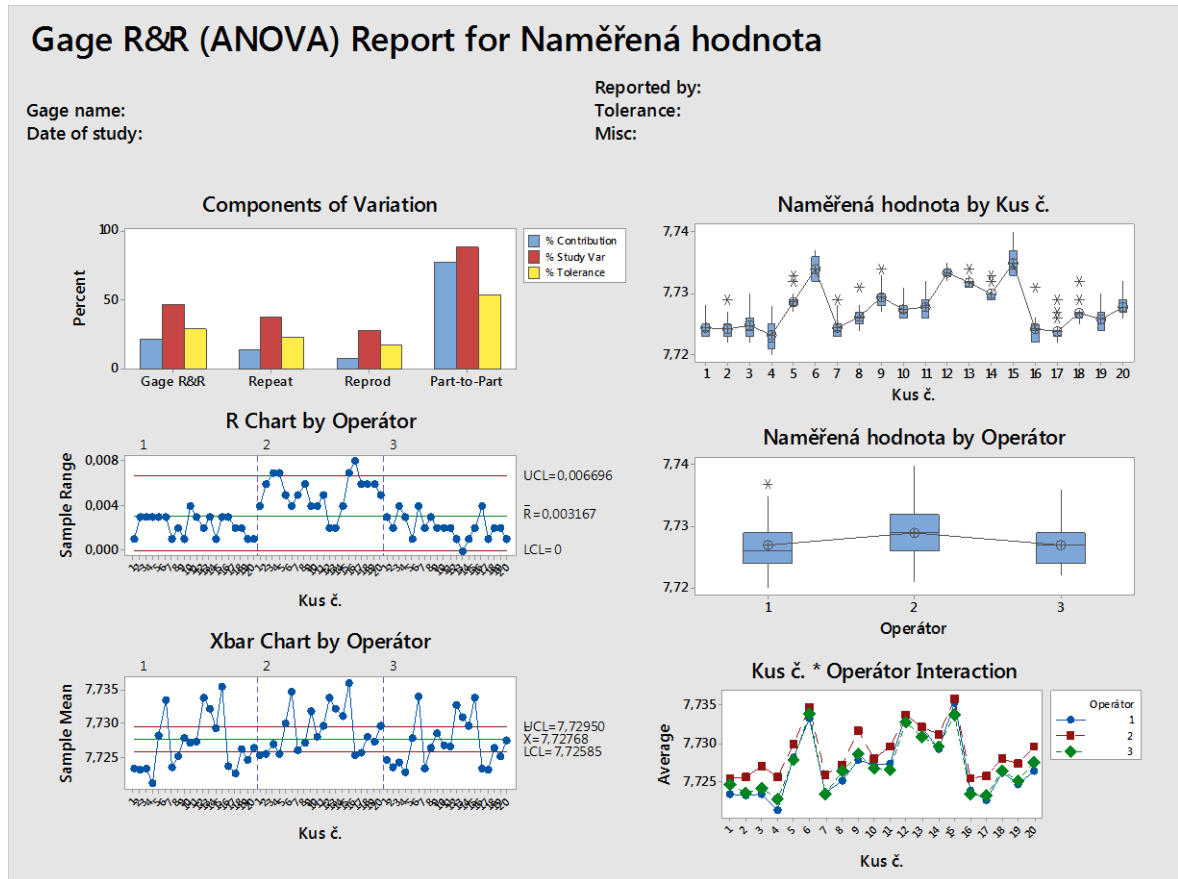 Gage R&R (ANOVA) Report for Naměřená hodnota
Gage name:
Date of study:
Reported by:
Tolerance:
Misc:
Components of Variation
100
50
0
Percent
Gage R&R Repeat Reprod Part-to-Part
% Contribution
% Study Var
% Tolerance
R Chart by Operátor
1 2 3
0,008
0,004
0,000
Sample Range
UCL=0,006696
R=0,003167
LCL=0
Kus č.
Xbar Chart by Operátor
1 2 3
7,735
7,730
7,725
Sample Mean
UCL=7,72950
X=7,72768
LCL=7,72585
Kus č.
Naměřená hodnota by Kus č.
7,74
7,73
7,72
1 2 3 4 5 6 7 8 9 10 11 12 13 14 15 16 17 18 19 20
Kus č.
Naměřená hodnota by Operátor
7,74
7,73
7,72
1 2 3
Operátor
Kus č. * Operátor Interaction
7,735
7,730
7,725
Average
1 2 3 4 5 6 7 8 9 10 11 12 13 14 15 16 17 18 19 20
Kus č.
Operátor
1
2
3